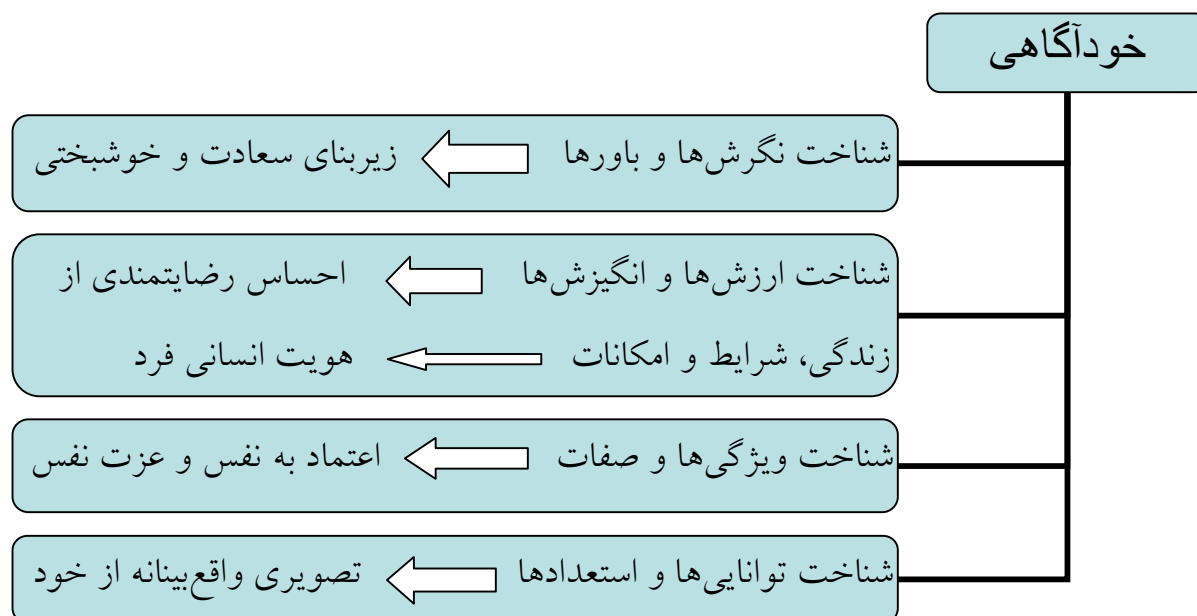 خودآگاهی
شناخت نگرش‌ها و باورها زیربنای سعادت و خوشبختی
شناخت ارزش‌ها و انگیزش‌ها احساس رضایتمندی از
زندگی، شرایط و امکانات هویت انسانی فرد
شناخت ویژگی‌ها و صفات اعتماد به نفس و عزت نفس
شناخت توانایی‌ها و استعدادها تصویری واقع‌بینانه از خود